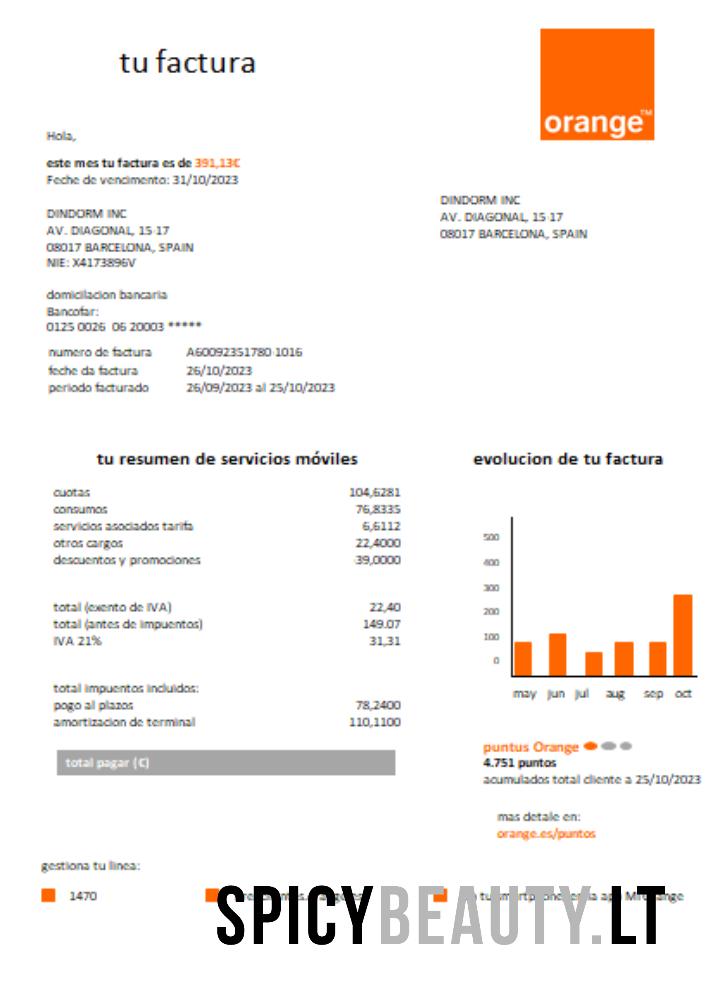 tu factura
orange™
Hola,
este mes tu factura es de 391,13€
Feche de vencimento: 31/10/2023
DINDORM INC
AV. DIAGONAL, 15-17
08017 BARCELONA, SPAIN
DINDORM INC
AV. DIAGONAL, 15-17
08017 BARCELONA, SPAIN
NIE: X4173896V
domicilacion bancaria
Bancofar:
0125 0026 06 20003 *****
numero de factura A60092351780-1016
feche da factura 26/10/2023
periodo facturado 26/09/2023 al 25/10/2023
tu resumen de servicios móviles
cuotas 104,6281
consumos 76,8335
servicios asociados tarifa 6,6112
otros cargos 22,4000
descuentos y promociones -39,0000
total (exento de IVA) 22,40
total (antes de impuentos) 149.07
IVA 21% 31,31
total impuentos incluidos:
pogo al plazos 78,2400
amortizacion de terminal 110,1100
total pagar (€)
evolucion de tu factura
500
400
300
200
100
0
may jun jul aug sep oct
puntus Orange
4.751 puntos
acumulados total cliente a 25/10/2023
mas detale en:
orange.es/puntos
gestiona tu linea:
1470
SPICYBEAUTY.LT